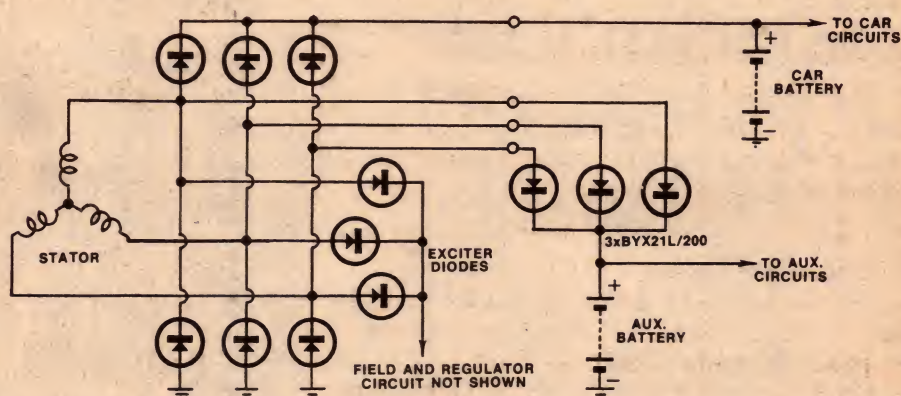 +
TO CAR
CIRCUITS
CAR
BATTERY
−
STATOR
EXCITER
DIODES
3xBYX21L/200
TO AUX.
CIRCUITS
+
AUX.
BATTERY
−
FIELD AND REGULATOR
CIRCUIT NOT SHOWN